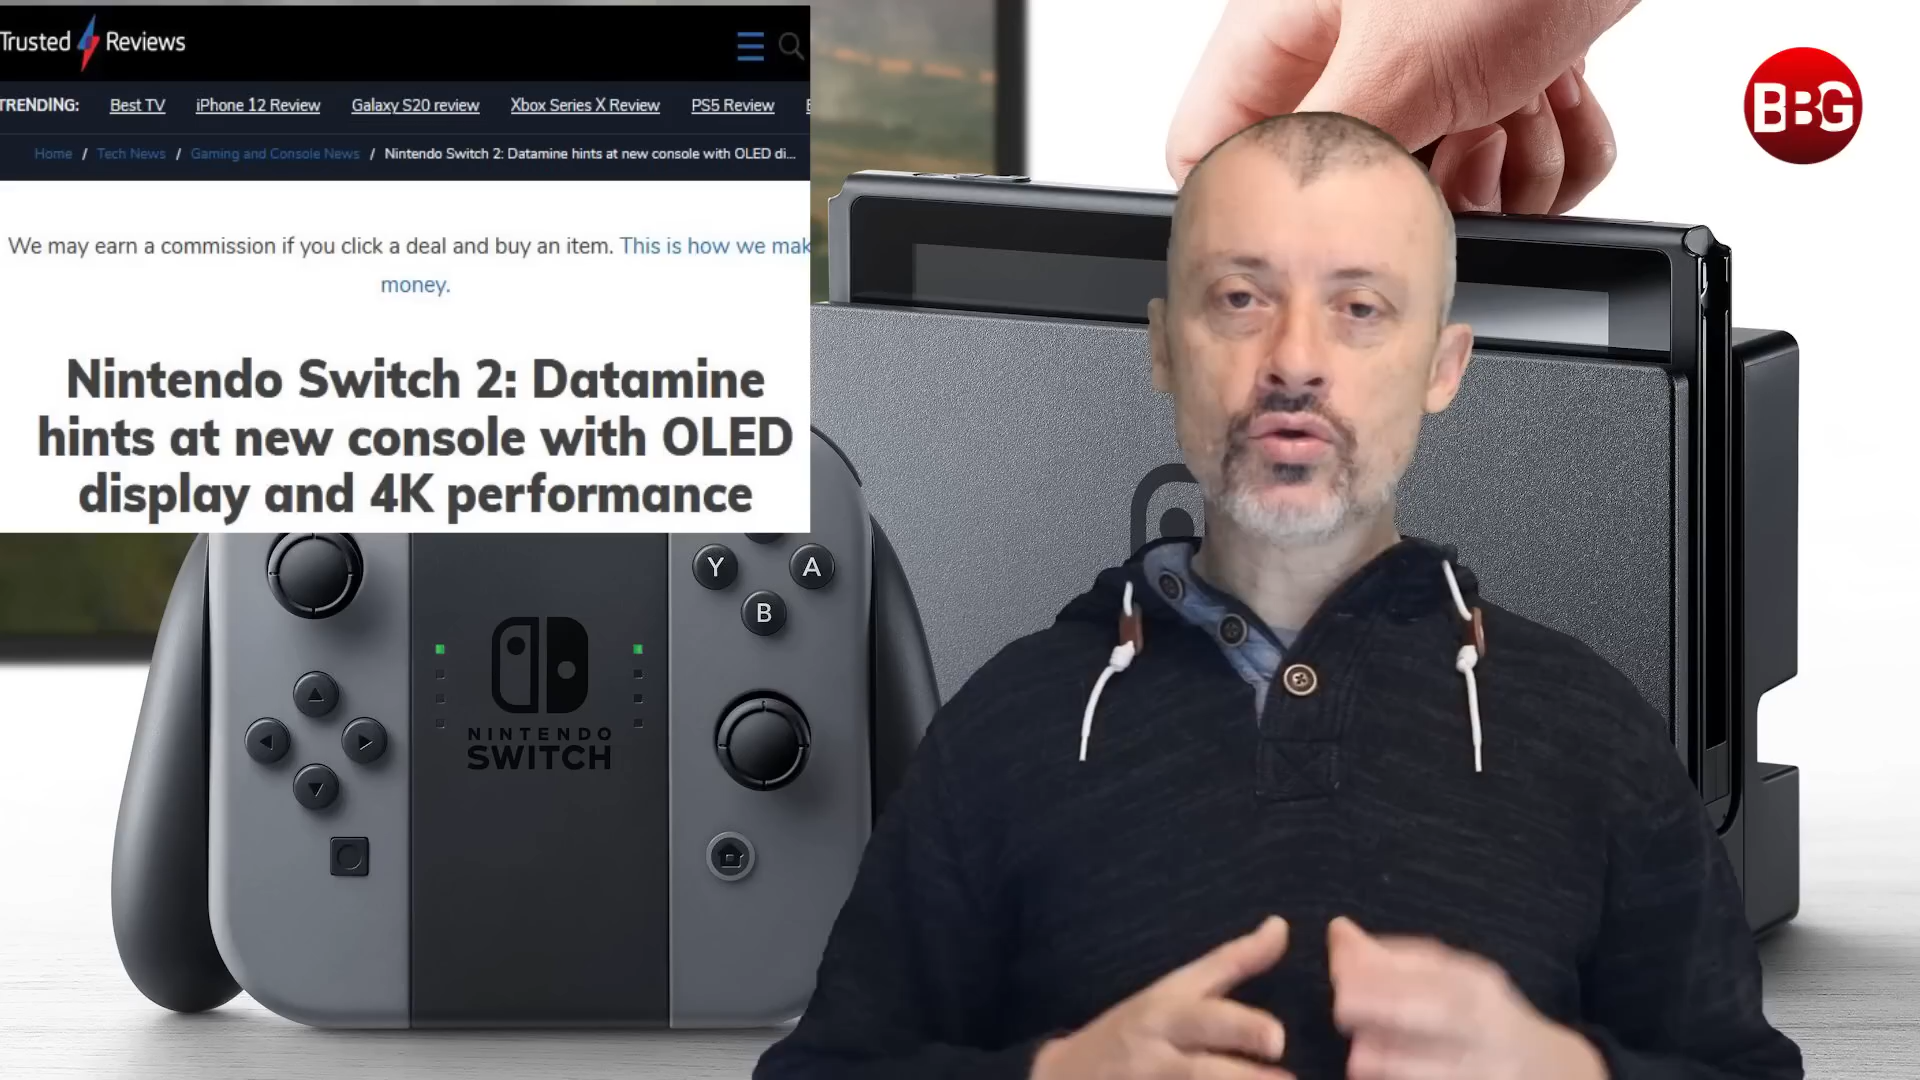 Trusted Reviews
TRENDING: Best TV iPhone 12 Review Galaxy S20 review Xbox Series X Review PS5 Review
Home / Tech News / Gaming and Console News / Nintendo Switch 2: Datamine hints at new console with OLED di...
We may earn a commission if you click a deal and buy an item. This is how we mak
money.
Nintendo Switch 2: Datamine
hints at new console with OLED
display and 4K performance
BBG
Y
A
B
NINTENDO
SWITCH